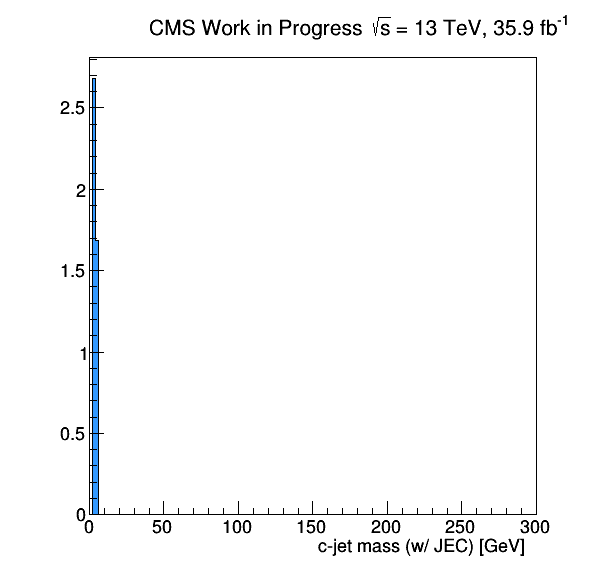 CMS Work in Progress √s = 13 TeV, 35.9 fb⁻¹
2.5
2
1.5
1
0.5
0
0 50 100 150 200 250 300
c-jet mass (w/ JEC) [GeV]